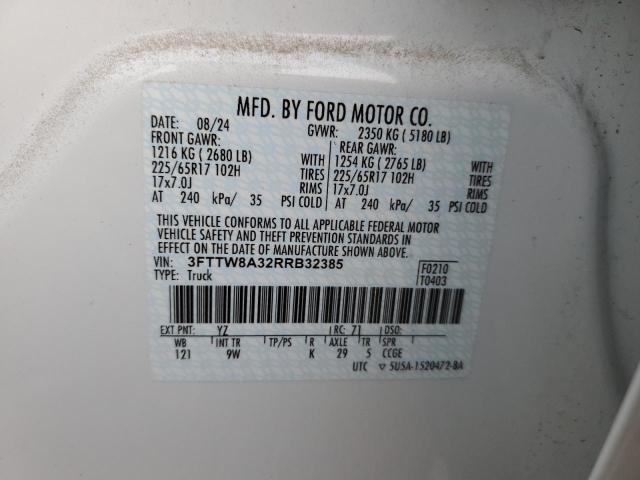 MFD. BY FORD MOTOR CO.
DATE: 08/24 GVWR: 2350 KG ( 5180 LB)
FRONT GAWR: REAR GAWR:
1216 KG ( 2680 LB) WITH 1254 KG ( 2765 LB) WITH
225/65R17 102H TIRES 225/65R17 102H TIRES
17x7.0J RIMS 17x7.0J RIMS
AT 240 kPa/ 35 PSI COLD AT 240 kPa/ 35 PSI COLD
THIS VEHICLE CONFORMS TO ALL APPLICABLE FEDERAL MOTOR
VEHICLE SAFETY AND THEFT PREVENTION STANDARDS IN
EFFECT ON THE DATE OF MANUFACTURE SHOWN ABOVE.
VIN: 3FTTW8A32RRB32385 F0210
TYPE: Truck T0403
EXT PNT: YZ RC: 71 DSO:
WB INT TR TP/PS R AXLE TR SPR
121 9W K 29 5 CCGE
UTC ▽ 5U5A-1520472-BA